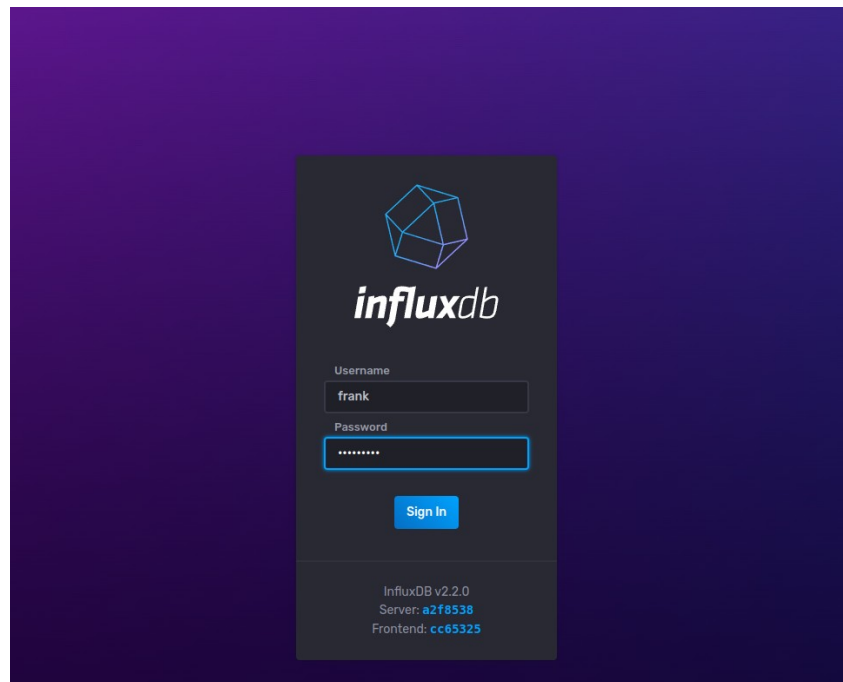 influxdb
Username
frank
Password
•••••••••
Sign In
InfluxDB v2.2.0
Server: a2f8538
Frontend: cc65325